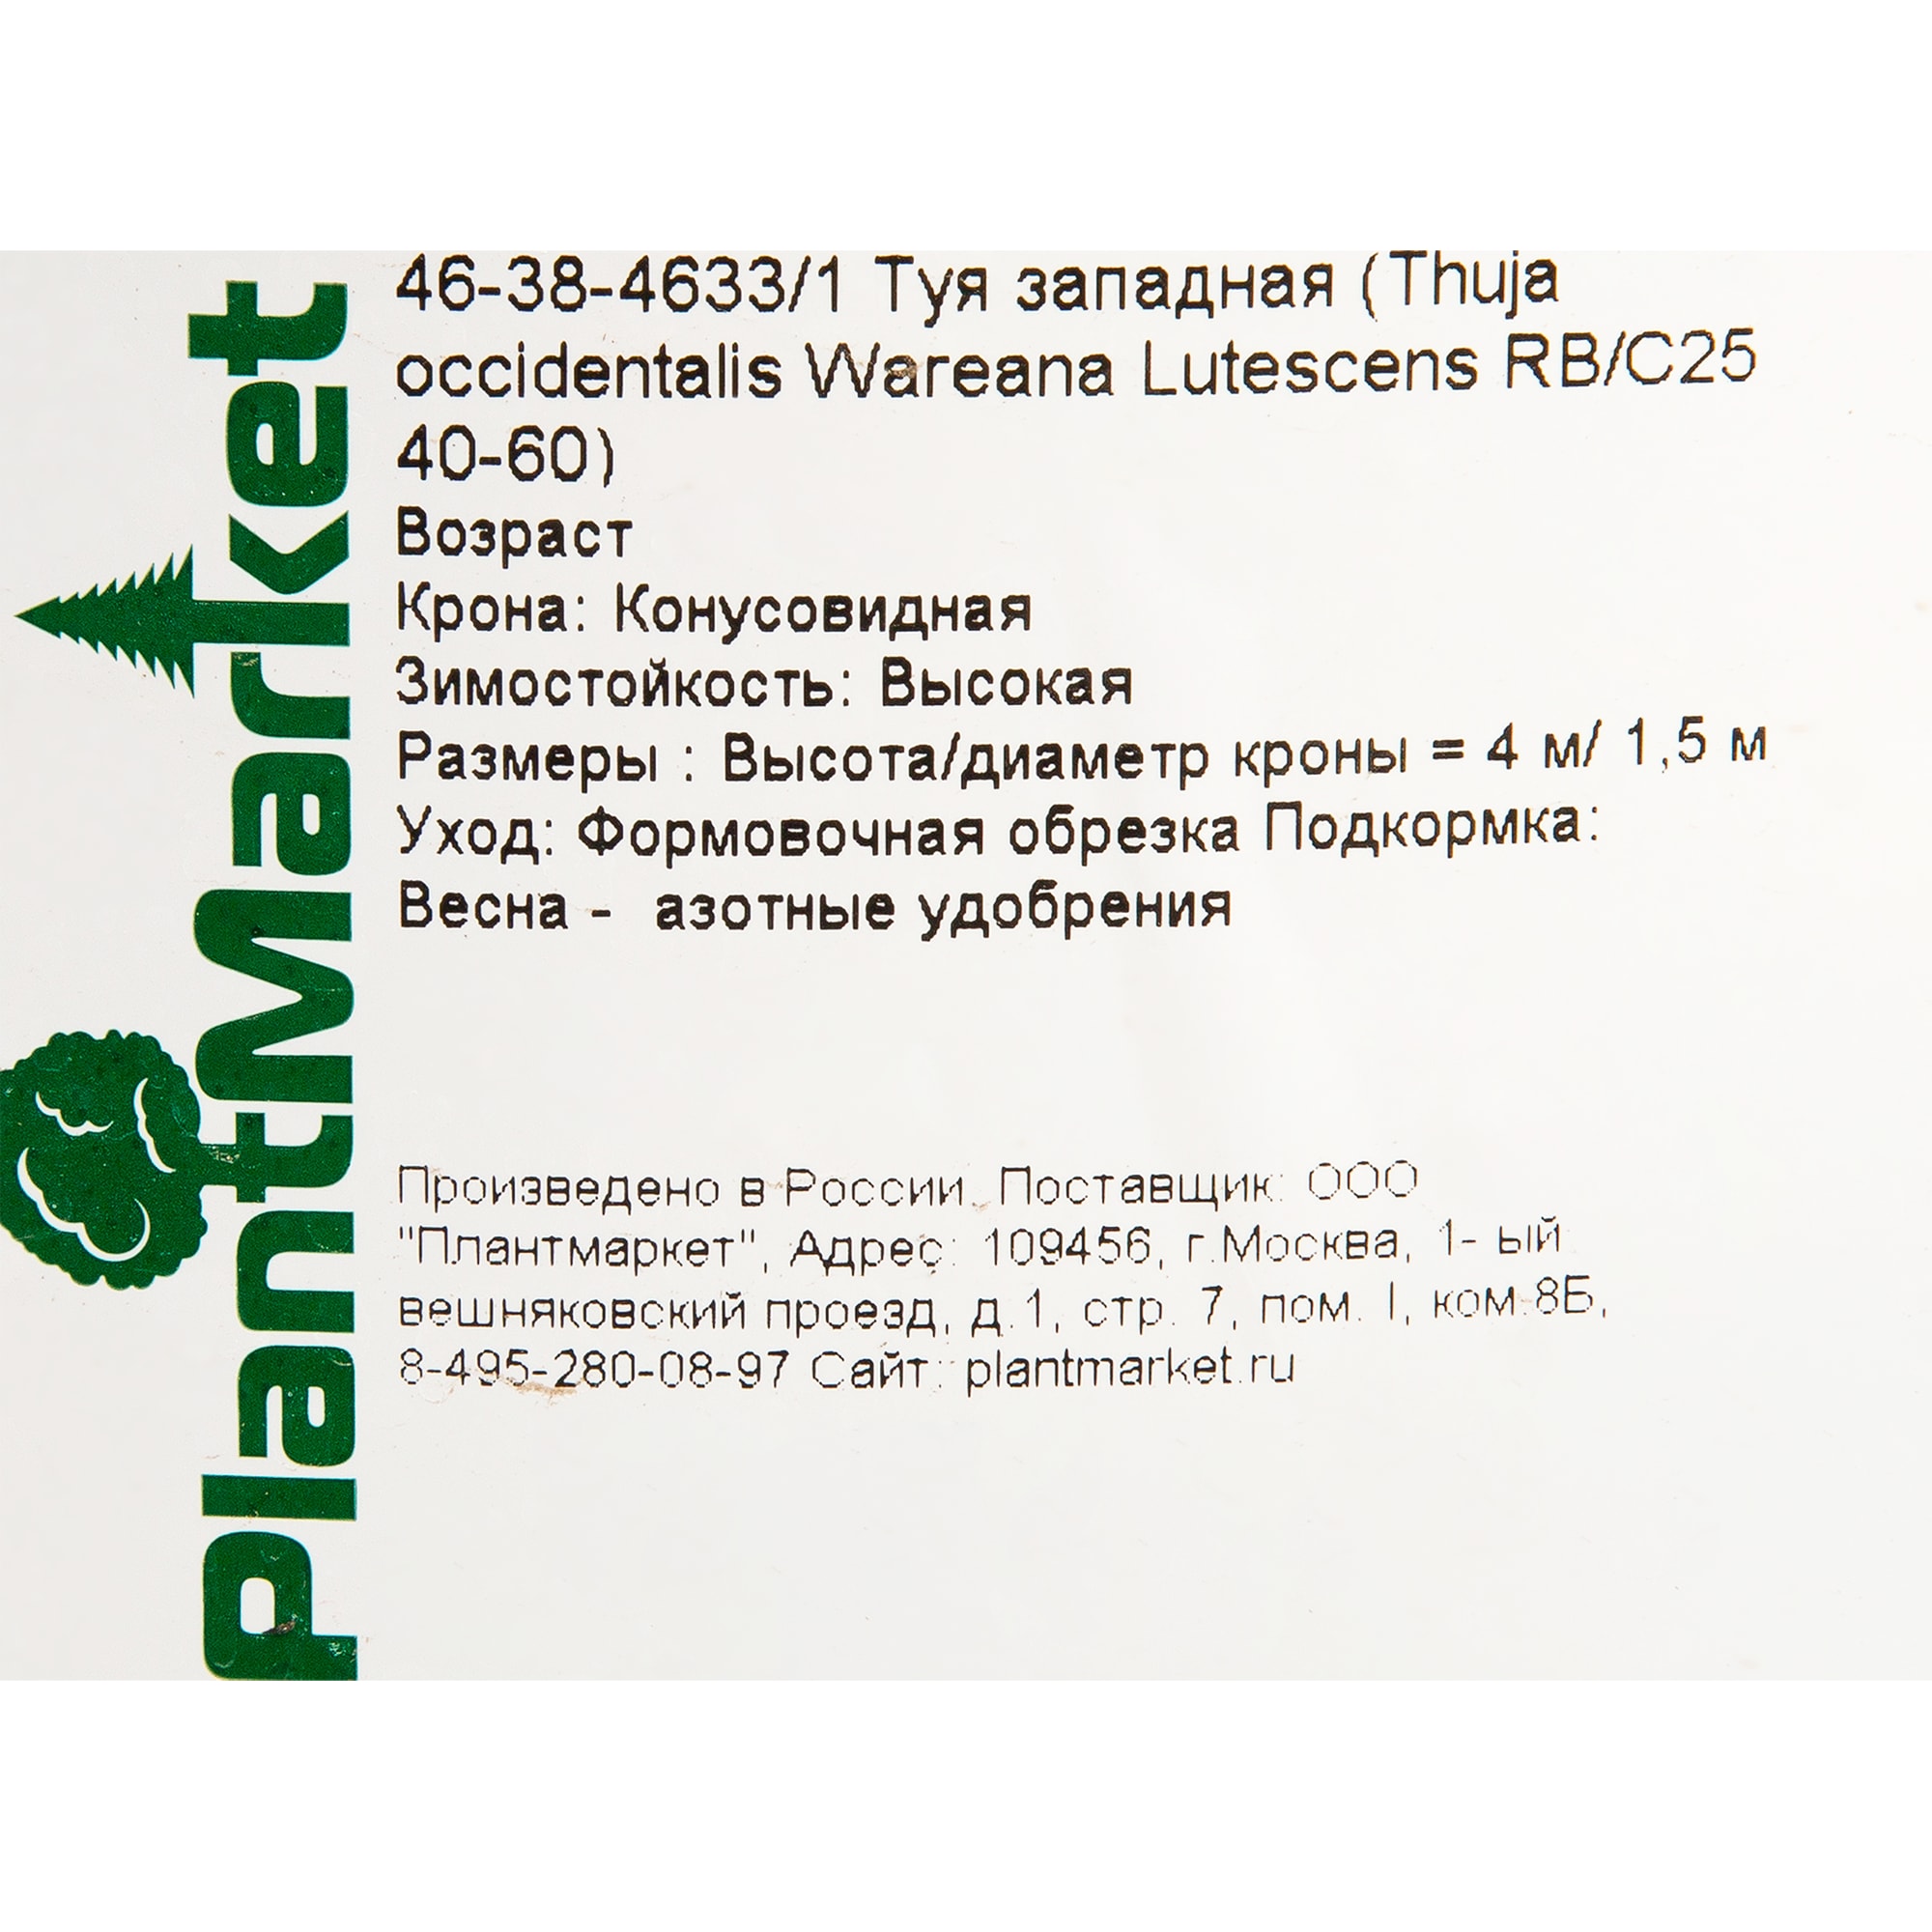 PlantMarket
46-38-4633/1 Туя западная (Thuja
occidentalis Wareana Lutescens RB/C25
40-60)
Возраст
Крона: Конусовидная
Зимостойкость: Высокая
Размеры : Высота/диаметр кроны = 4 м/ 1,5 м
Уход: Формовочная обрезка Подкормка:
Весна - азотные удобрения
Произведено в России. Поставщик: ООО
"Плантмаркет", Адрес: 109456, г.Москва, 1- ый
вешняковский проезд, д.1, стр. 7, пом. I, ком.8Б,
8-495-280-08-97 Сайт: plantmarket.ru